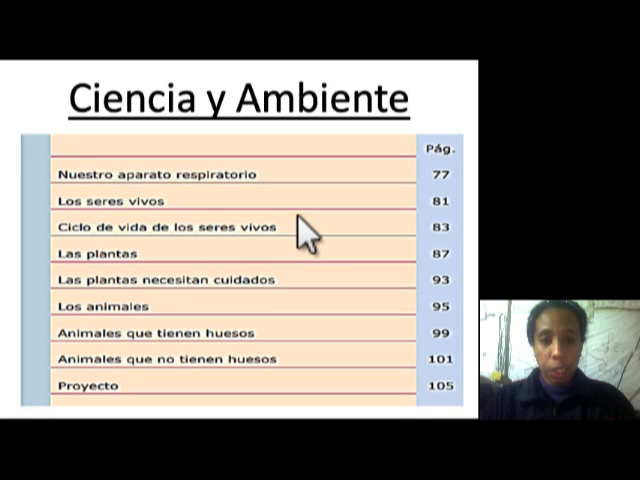 Ciencia y Ambiente
Pág.
Nuestro aparato respiratorio 77
Los seres vivos 81
Ciclo de vida de los seres vivos 83
Las plantas 87
Las plantas necesitan cuidados 93
Los animales 95
Animales que tienen huesos 99
Animales que no tienen huesos 101
Proyecto 105